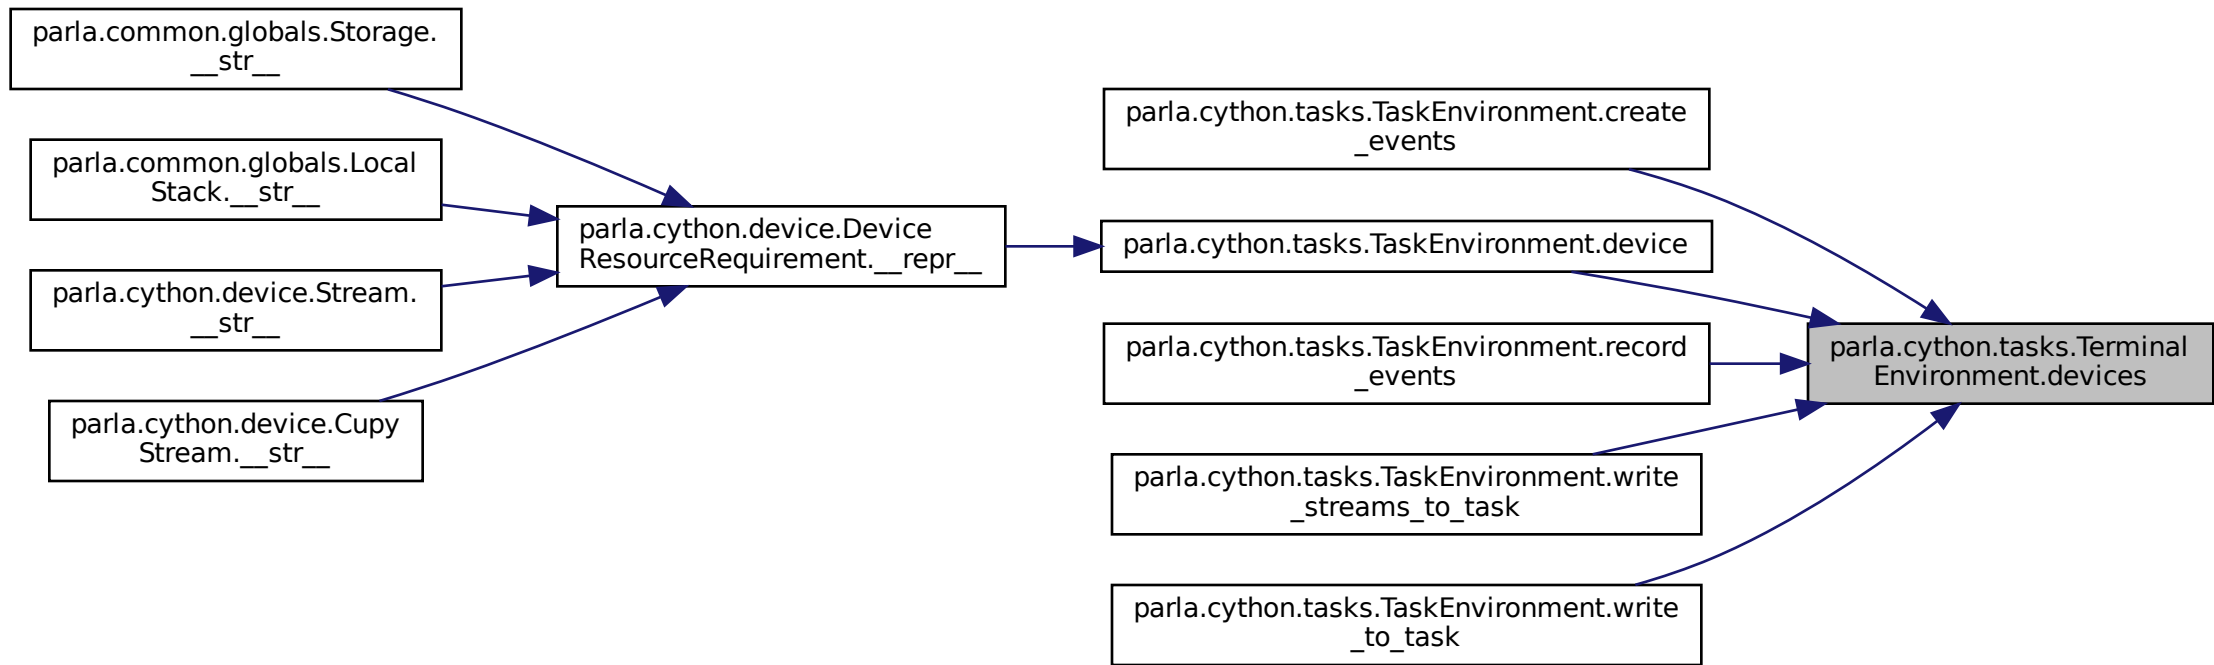 parla.common.globals.Storage.
__str__
parla.common.globals.Local
Stack.__str__
parla.cython.device.Stream.
__str__
parla.cython.device.Cupy
Stream.__str__
parla.cython.device.Device
ResourceRequirement.__repr__
parla.cython.tasks.TaskEnvironment.create
_events
parla.cython.tasks.TaskEnvironment.device
parla.cython.tasks.TaskEnvironment.record
_events
parla.cython.tasks.TaskEnvironment.write
_streams_to_task
parla.cython.tasks.TaskEnvironment.write
_to_task
parla.cython.tasks.Terminal
Environment.devices